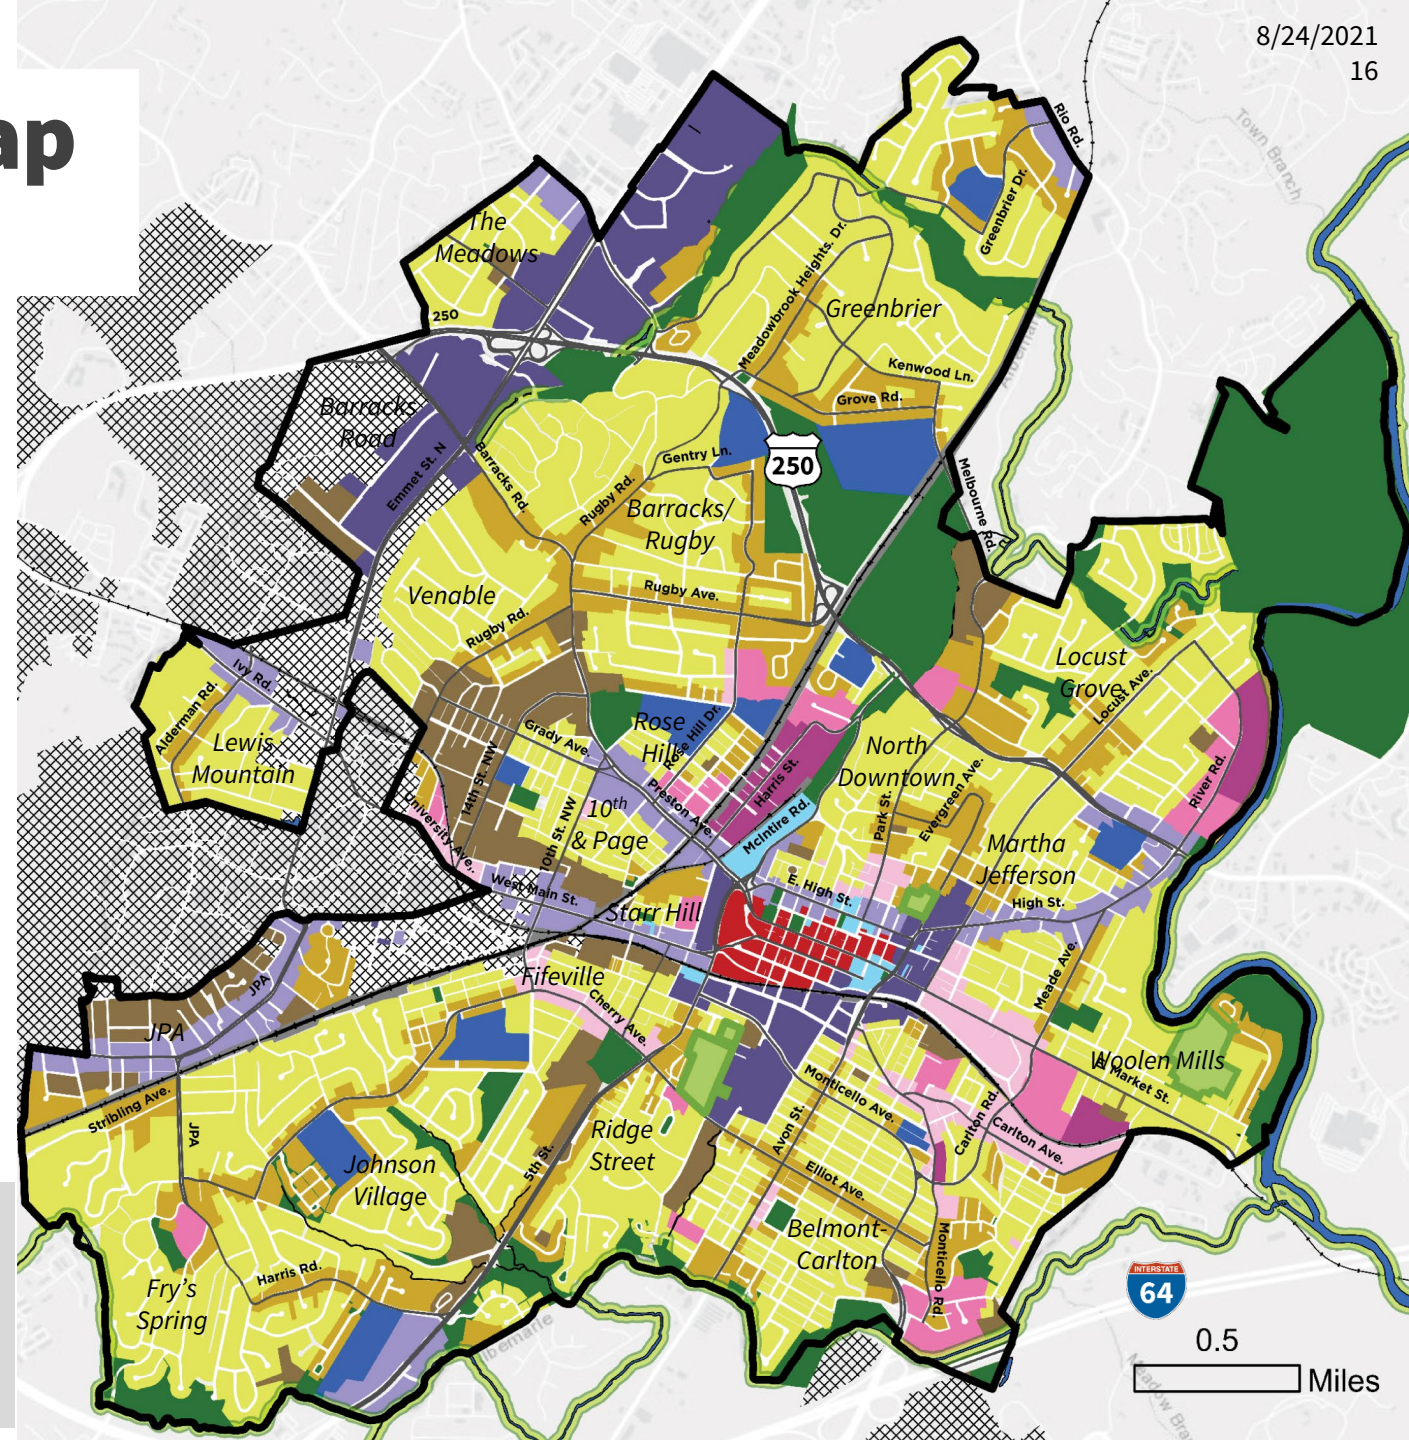 8/24/2021
16
ap
Rio Rd.
Town Branch
The
Meadows
Greenbrier Dr.
Meadowbrook Heights. Dr.
Greenbrier
250
Kenwood Ln.
Grove Rd.
Barracks
Road
Emmet St. N
Barracks Rd.
Gentry Ln.
250
Rugby Rd.
Barracks/
Rugby
Melbourne Rd.
Venable
Rugby Ave.
Rugby Rd.
Locust
Grove
Locust Ave.
Ivy Rd.
Alderman Rd.
Lewis
Mountain
Rose
Hill
Rose Hill Dr.
Grady Ave.
14th St. NW
North
Downtown
Harris St.
River Rd.
Park St.
Evergreen Ave.
University Ave.
10th
& Page
10th St. NW
Preston Ave.
McIntire Rd.
Martha
Jefferson
West Main St.
E. High St.
High St.
Starr Hill
Fifeville
Cherry Ave.
Meade Ave.
JPA
JPA
Woolen Mills
E. Market St.
Stribling Ave.
JPA
Monticello Ave.
Carlton Rd.
Carlton Ave.
Avon St.
Ridge
Street
5th St.
Johnson
Village
Elliot Ave.
Belmont-
Carlton
Monticello Rd.
Harris Rd.
Fry's
Spring
INTERSTATE
64
0.5
Miles